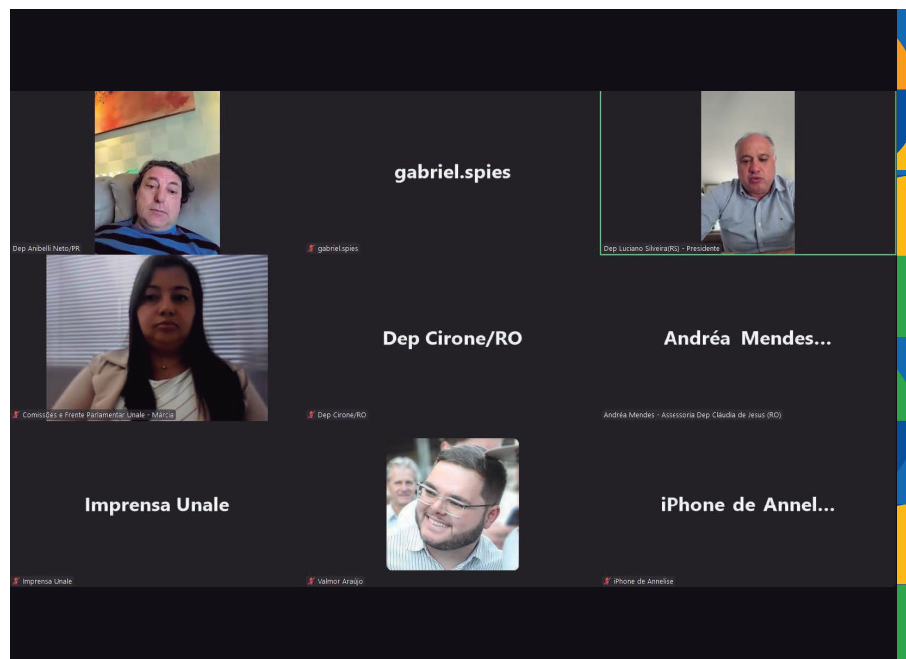 Dep Anibelli Neto/PR
gabriel.spies
gabriel.spies
Dep Luciano Silveira(RS) - Presidente
Comissões e Frente Parlamentar Unale - Márcia
Dep Cirone/RO
Dep Cirone/RO
Andréa Mendes...
Andréa Mendes - Assessoria Dep Cláudia de Jesus (RO)
Imprensa Unale
Imprensa Unale
Valmor Araújo
iPhone de Annel...
iPhone de Annelise